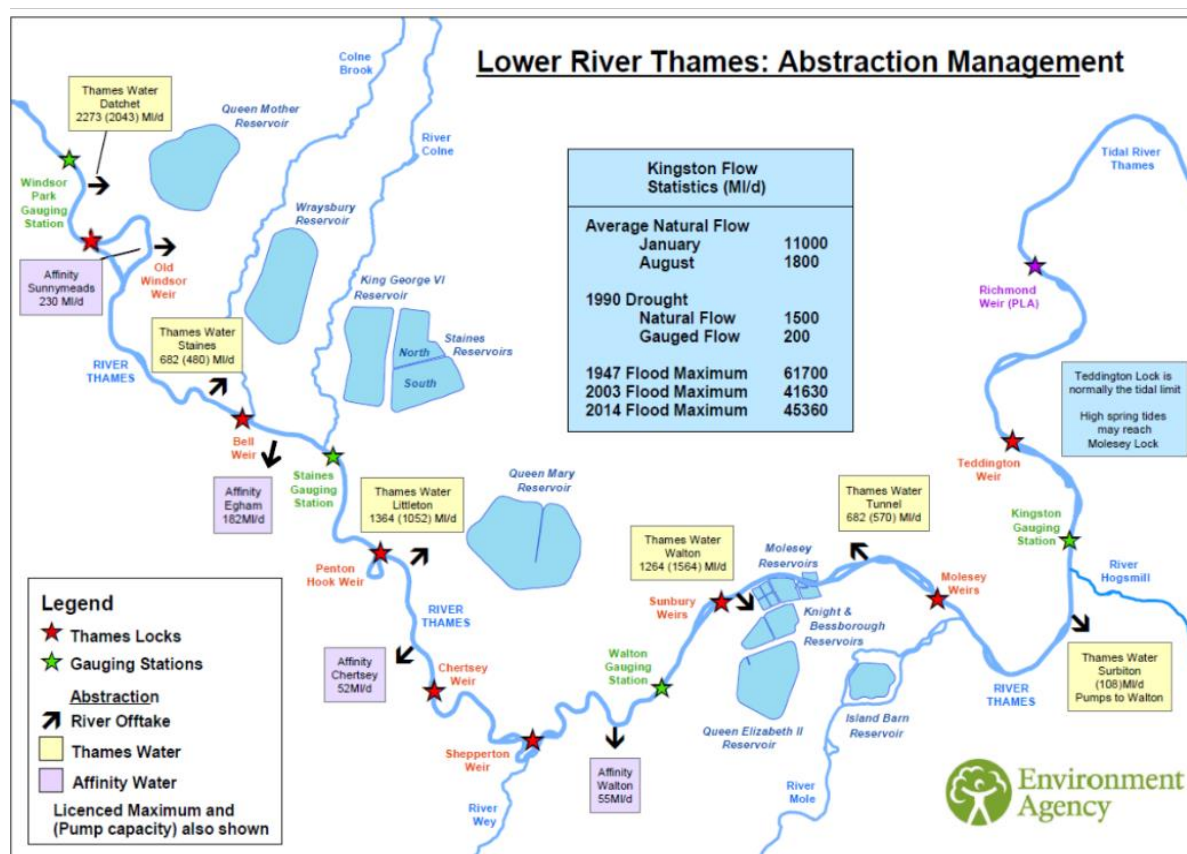 Lower River Thames: Abstraction Management
Colne
Brook
Thames Water
Datchet
2273 (2043) Ml/d
Queen Mother
Reservoir
River
Colne
Windsor
Park
Gauging
Station
Wraysbury
Reservoir
Affinity
Sunnymeads
230 Ml/d
Old
Windsor
Weir
King George VI
Reservoir
Thames Water
Staines
682 (480) Ml/d
North
South
Staines
Reservoirs
RIVER
THAMES
Bell
Weir
Staines
Gauging
Station
Affinity
Egham
182Ml/d
Kingston Flow
Statistics (Ml/d)
Average Natural Flow
January 11000
August 1800
1990 Drought
Natural Flow 1500
Gauged Flow 200
1947 Flood Maximum 61700
2003 Flood Maximum 41630
2014 Flood Maximum 45360
Tidal River
Thames
Richmond
Weir (PLA)
Teddington Lock is
normally the tidal limit
High spring tides
may reach
Molesey Lock
Teddington
Weir
Thames Water
Littleton
1364 (1052) Ml/d
Queen Mary
Reservoir
Penton
Hook Weir
RIVER
THAMES
Thames Water
Tunnel
682 (570) Ml/d
Kingston
Gauging
Station
River
Hogsmill
Thames Water
Walton
1264 (1564) Ml/d
Molesey
Reservoirs
Sunbury
Weirs
Molesey
Weirs
Knight &
Bessborough
Reservoirs
Affinity
Chertsey
52Ml/d
Chertsey
Weir
Walton
Gauging
Station
Thames Water
Surbiton
(108)Ml/d
Pumps to Walton
RIVER
THAMES
Island Barn
Reservoir
Queen Elizabeth II
Reservoir
Shepperton
Weir
River
Wey
Affinity
Walton
55Ml/d
River
Mole
Legend
Thames Locks
Gauging Stations
Abstraction
River Offtake
Thames Water
Affinity Water
Licenced Maximum and
(Pump capacity) also shown
Environment
Agency